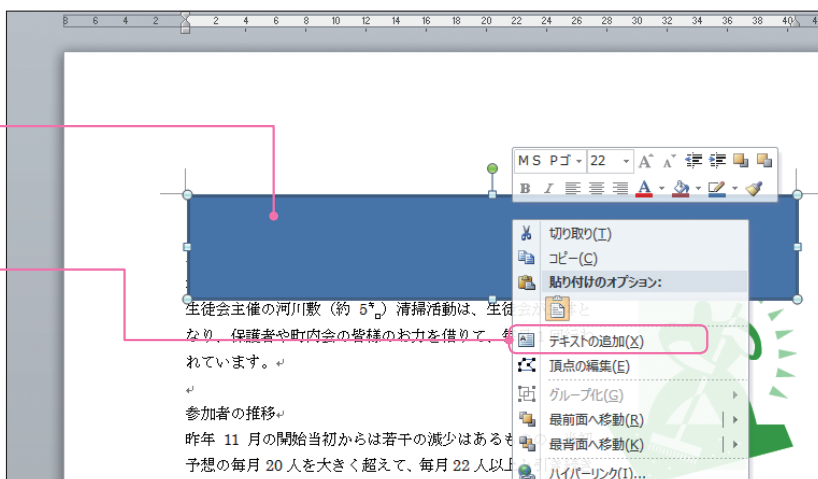 8 6 4 2 2 4 6 8 10 12 14 16 18 20 22 24 26 28 30 32 34 36 38 40 4
MS Pゴ 22 A A
B I A
切り取り(T)
コピー(C)
貼り付けのオプション:
テキストの追加(X)
頂点の編集(E)
グループ化(G)
最前面へ移動(R)
最背面へ移動(K)
ハイパーリンク(I)...
生徒会主催の河川敷(約 5㌔)清掃活動は、生徒会が
なり、保護者や町内会の皆様のお力を借りて、毎
れています。↵
↵
参加者の推移↵
昨年 11 月の開始当初からは若干の減少はあるも
予想の毎月 20 人を大きく超えて、毎月 22 人以上